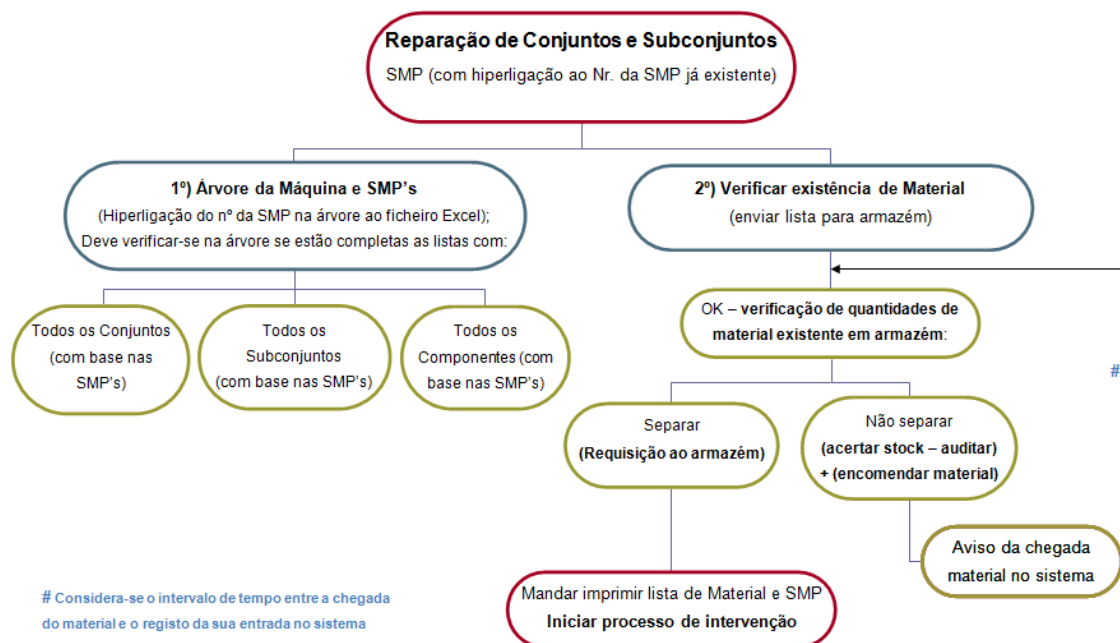 Reparação de Conjuntos e Subconjuntos
SMP (com hiperligação ao Nr. da SMP já existente)
1º) Árvore da Máquina e SMP's
(Hiperligação do nº da SMP na árvore ao ficheiro Excel);
Deve verificar-se na árvore se estão completas as listas com:
2º) Verificar existência de Material
(enviar lista para armazém)
Todos os Conjuntos
(com base nas
SMP's)
Todos os
Subconjuntos
(com base nas SMP's)
Todos os
Componentes (com
base nas SMP's)
OK – verificação de quantidades de
material existente em armazém:
#
Separar
(Requisição ao armazém)
Não separar
(acertar stock – auditar)
+ (encomendar material)
Aviso da chegada
material no sistema
Mandar imprimir lista de Material e SMP
Iniciar processo de intervenção
# Considera-se o intervalo de tempo entre a chegada
do material e o registo da sua entrada no sistema